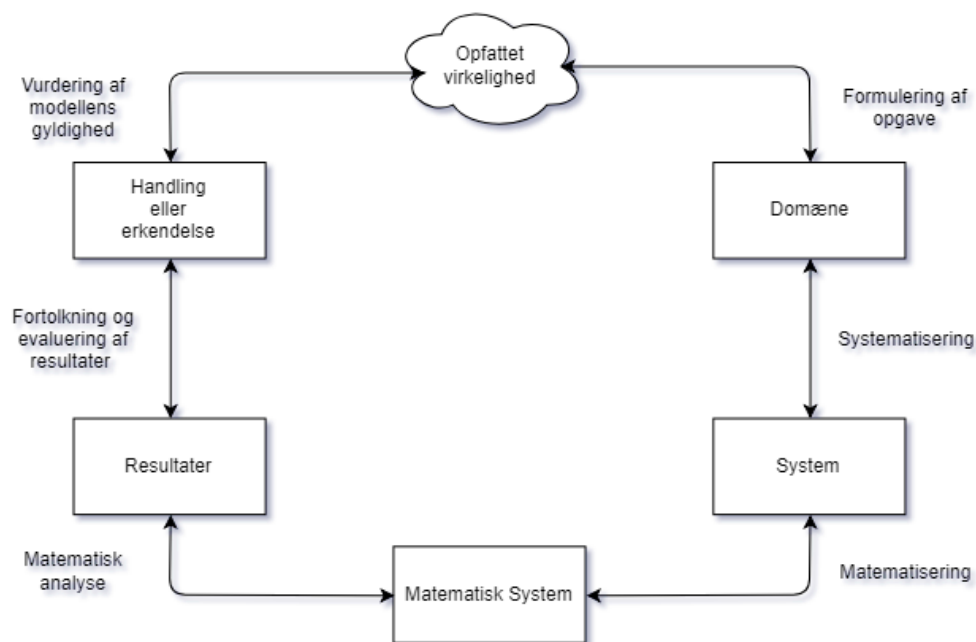 Opfattet
virkelighed
Vurdering af
modellens
gyldighed
Formulering af
opgave
Handling
eller
erkendelse
Domæne
Fortolkning og
evaluering af
resultater
Systematisering
Resultater
System
Matematisk
analyse
Matematisk System
Matematisering